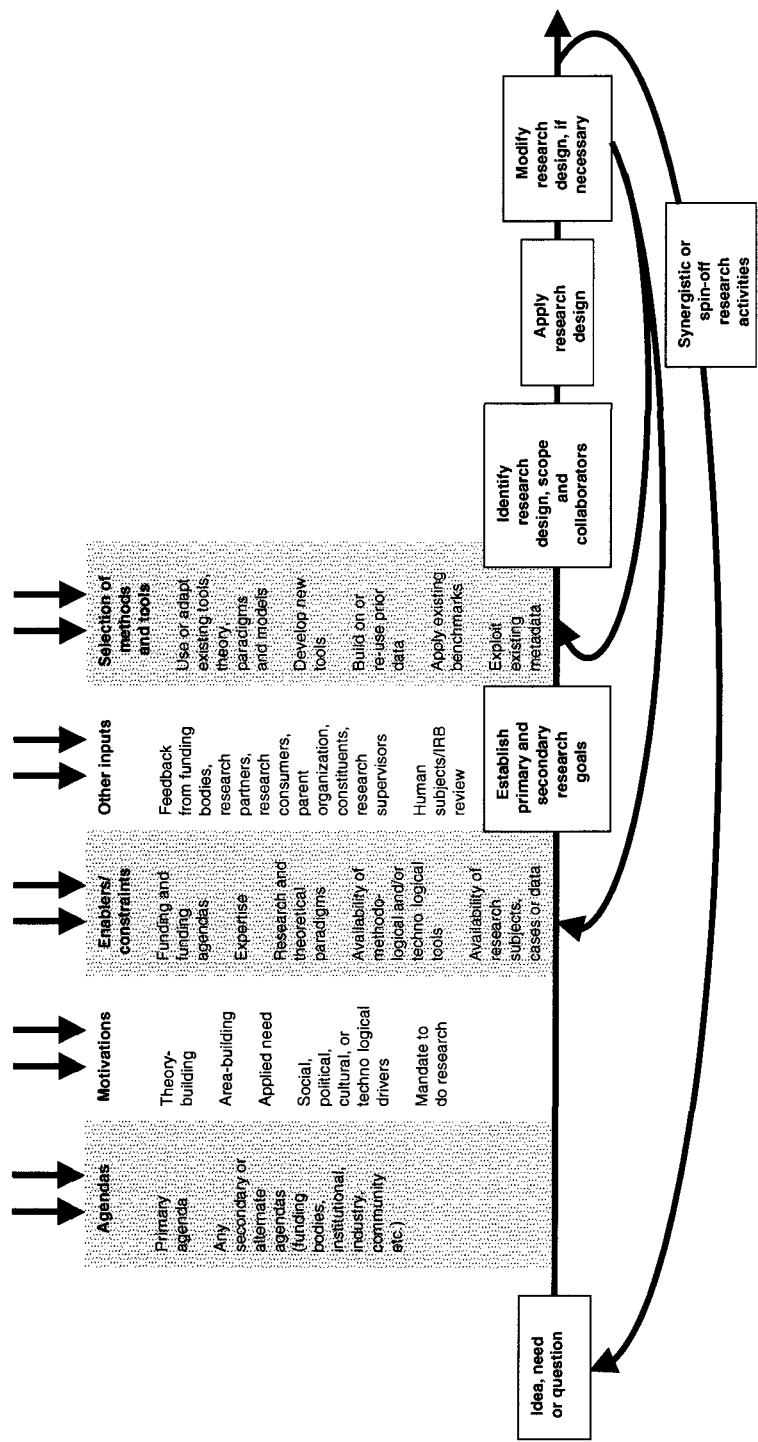 Agendas
Primary
agenda
Any
secondary or
alternate
agendas
(funding
bodies,
institutional,
industry,
community
etc.)
Motivations
Theory-
building
Area-building
Applied need
Social,
political,
cultural, or
techno logical
drivers
Mandate to
do research
Enablers/
constraints
Funding and
funding
agendas
Expertise
Research and
theoretical
paradigms
Availability of
methodo-
logical and/or
techno logical
tools
Availability of
research
subjects,
cases or data
Other inputs
Feedback
from funding
bodies,
research
partners,
research
consumers,
parent
organization,
constituents,
research
supervisors
Human
subjects/IRB
review
Selection of
methods
and tools
Use or adapt
existing tools,
theory,
paradigms
and models
Develop new
tools
Build on or
re-use prior
data
Apply existing
benchmarks
Exploit
existing
metadata
Idea, need
or question
Establish
primary and
secondary
research
goals
Identify
research
design, scope
and
collaborators
Apply
research
design
Modify
research
design, if
necessary
Synergistic or
spin-off
research
activities